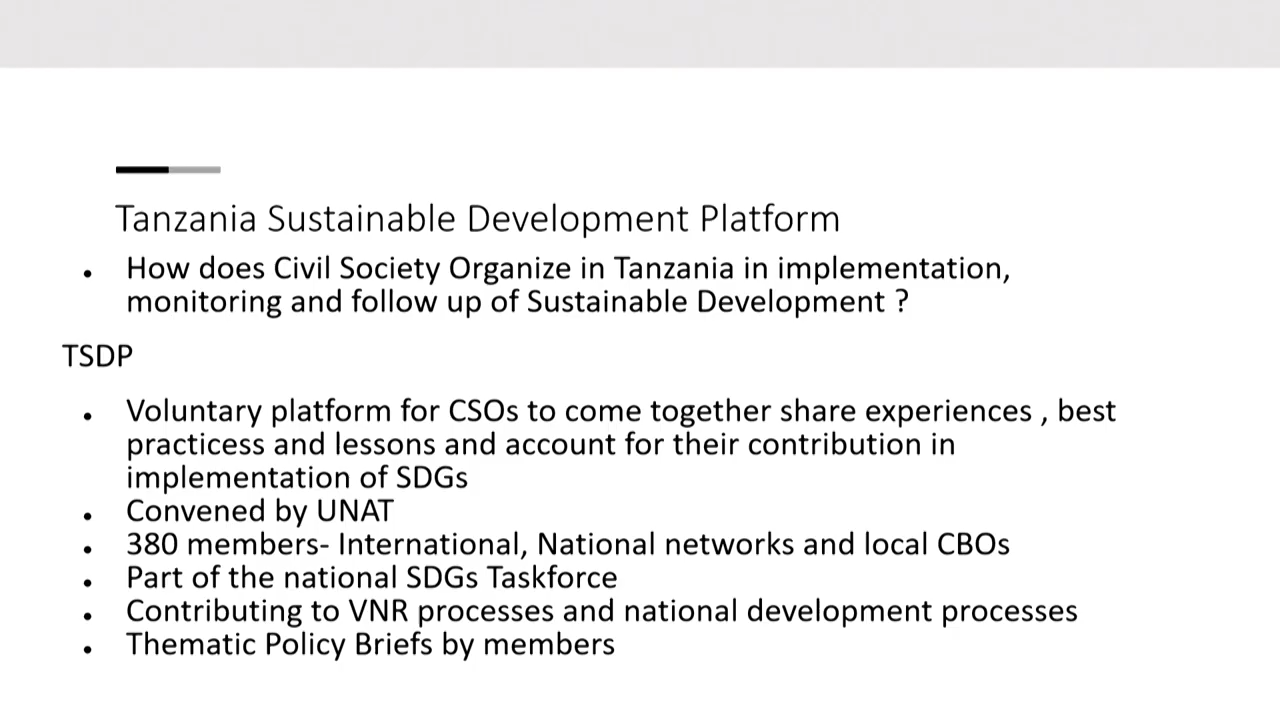 Tanzania Sustainable Development Platform
• How does Civil Society Organize in Tanzania in implementation,
monitoring and follow up of Sustainable Development ?
TSDP
• Voluntary platform for CSOs to come together share experiences , best
practicess and lessons and account for their contribution in
implementation of SDGs
• Convened by UNAT
• 380 members- International, National networks and local CBOs
• Part of the national SDGs Taskforce
• Contributing to VNR processes and national development processes
• Thematic Policy Briefs by members